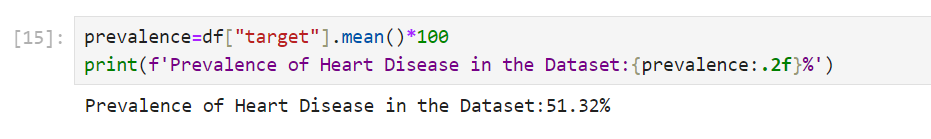 [15]: prevalence=df["target"].mean()*100
print(f'Prevalence of Heart Disease in the Dataset:{prevalence:.2f}%')
Prevalence of Heart Disease in the Dataset:51.32%